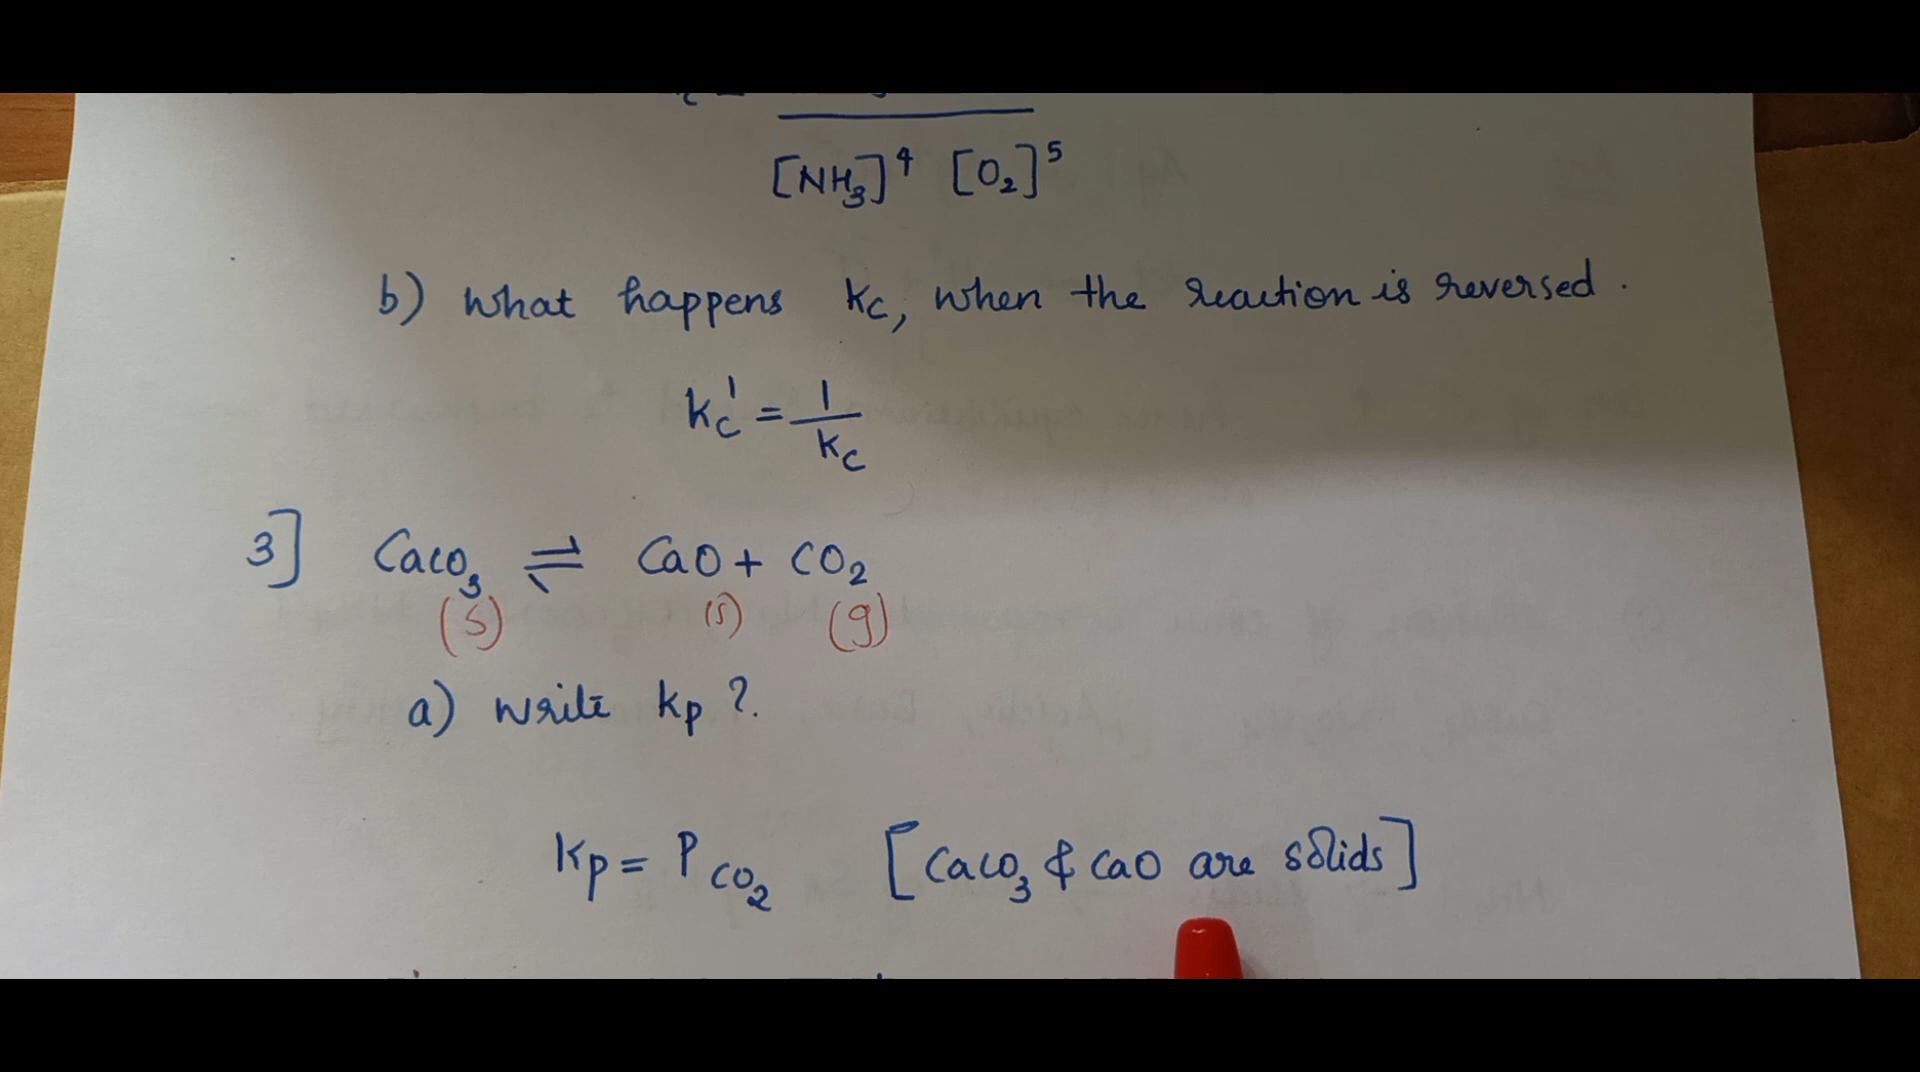 [NH₃]⁴ [O₂]⁵
b) what happens Kc, when the reaction is reversed.
Kc' = 1/Kc
3] CaCO₃ ⇌ CaO + CO₂
(s) (s) (g)
a) write Kp?.
Kp = P CO₂ [CaCO₃ & CaO are solids]